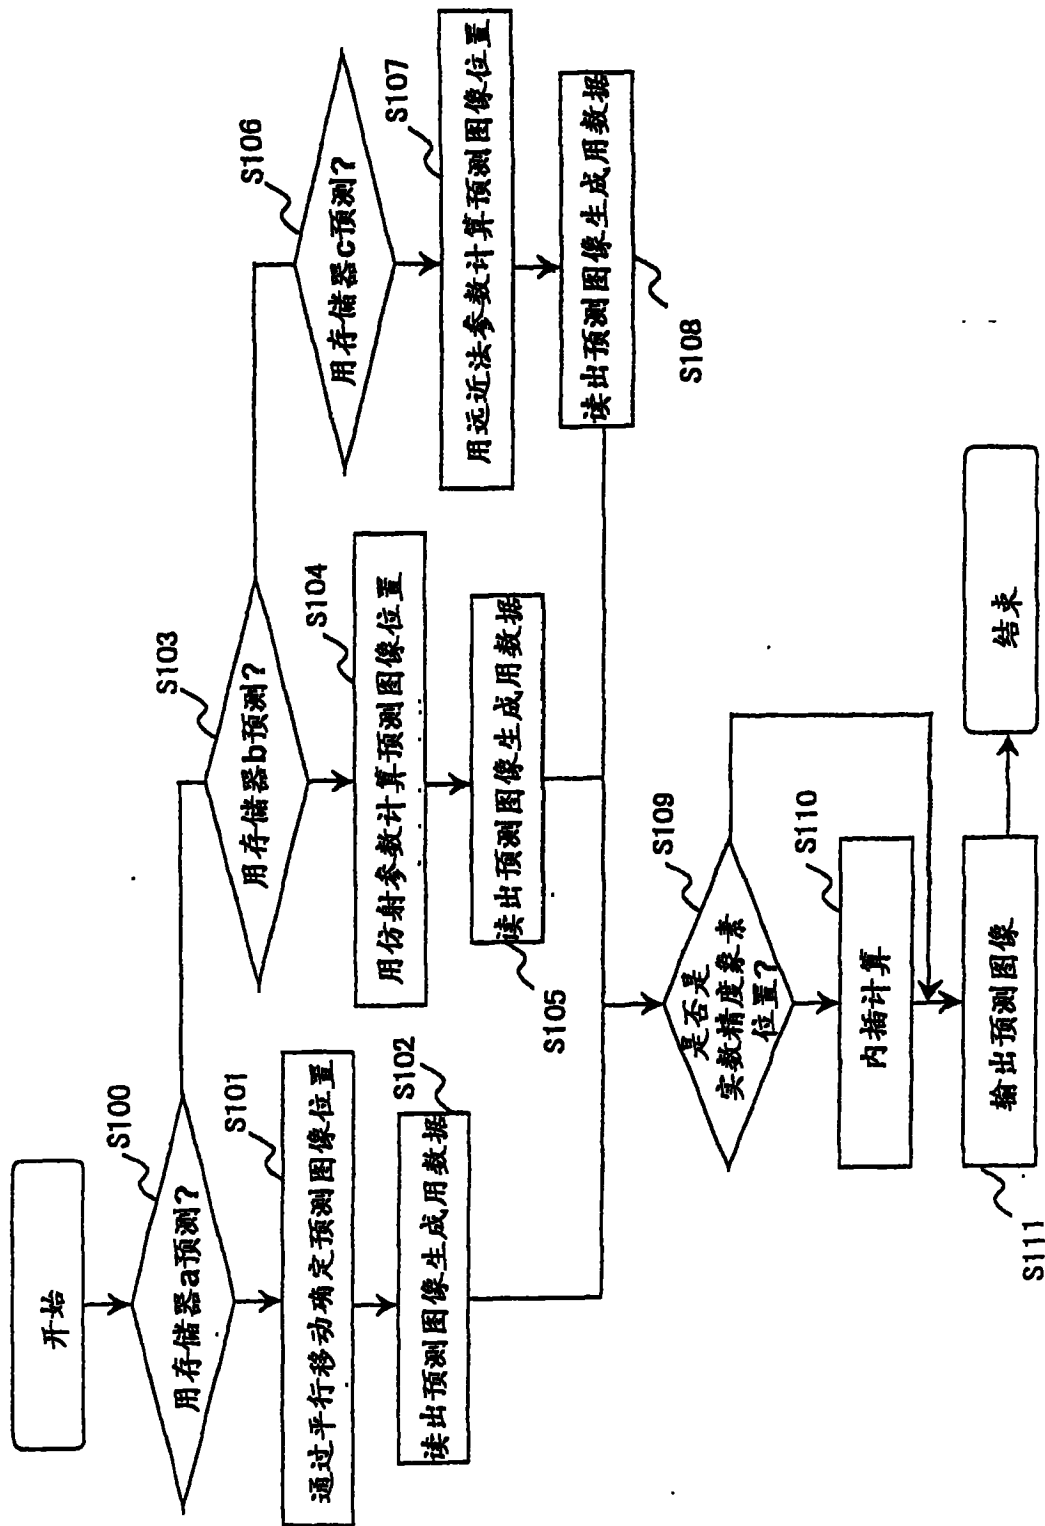 开始
S100
用存储器a预测?
S101
通过平行移动确定预测图像位置
S102
读出预测图像生成用数据
S103
用存储器b预测?
S104
用仿射参数计算预测图像位置
S105
读出预测图像生成用数据
S106
用存储器c预测?
S107
用远近法参数计算预测图像位置
S108
读出预测图像生成用数据
S109
是否是
实数精度象素
位置?
S110
内插计算
S111
输出预测图像
结束